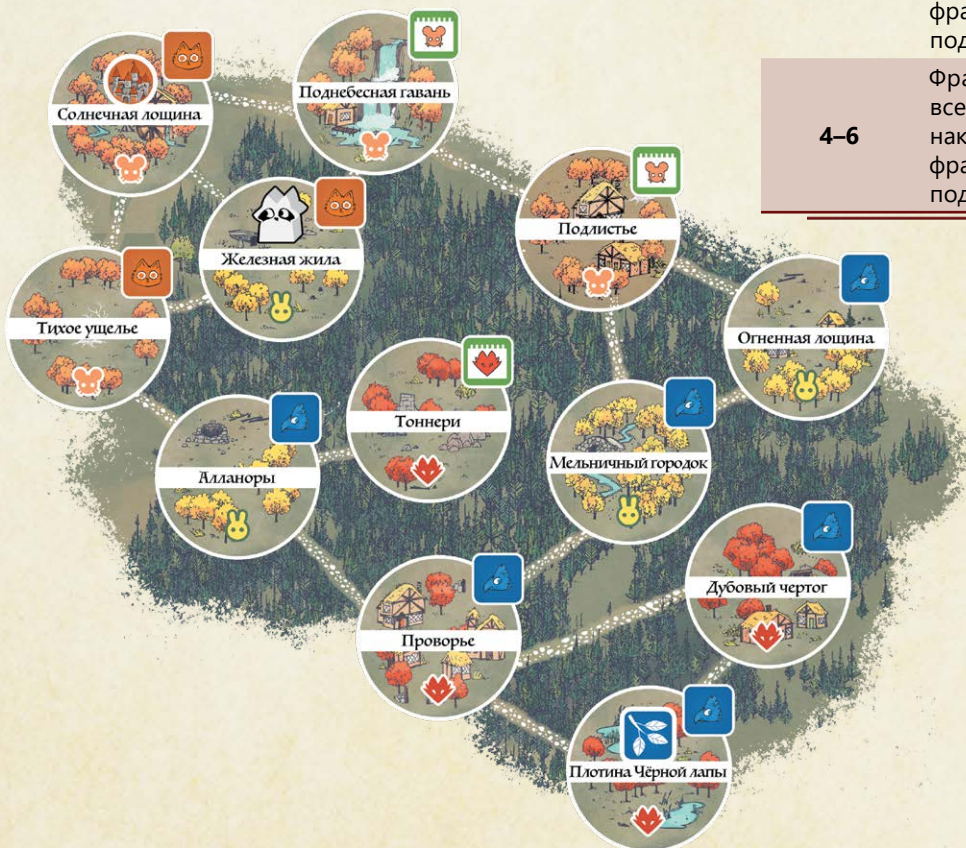 фра
под
4–6
Фра
все
нак
фра
под
Солнечная лощина
Поднебесная гавань
Подлистье
Железная жила
Тихое ущелье
Огненная лощина
Тоннери
Алланоры
Мельничный городок
Дубовый чертог
Проворье
Плотина Чёрной лапы